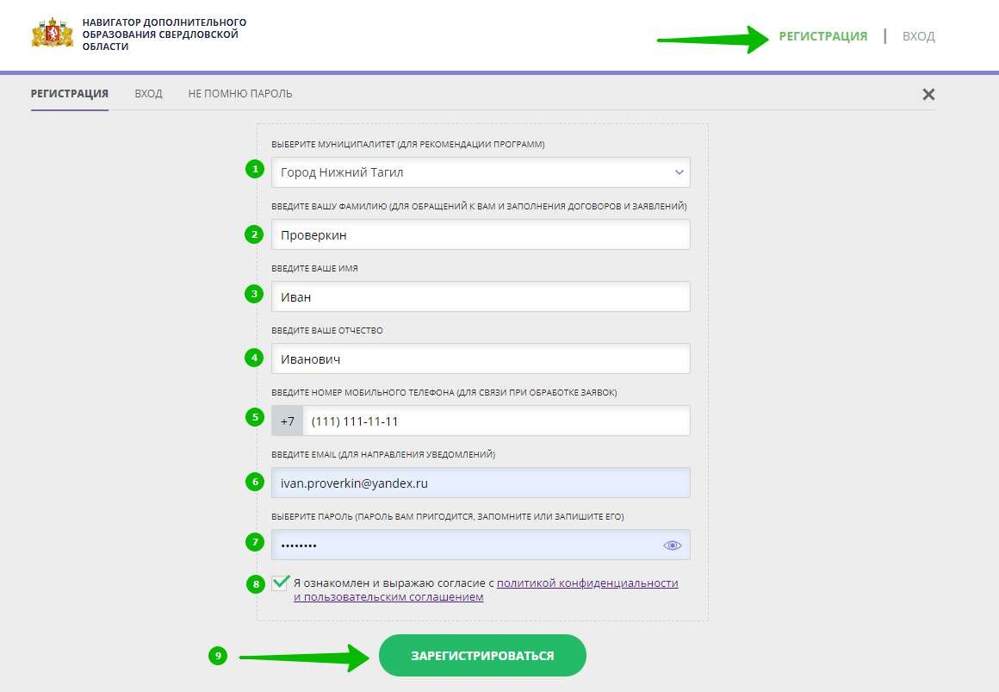 НАВИГАТОР ДОПОЛНИТЕЛЬНОГО
ОБРАЗОВАНИЯ СВЕРДЛОВСКОЙ
ОБЛАСТИ
РЕГИСТРАЦИЯ | ВХОД
РЕГИСТРАЦИЯ ВХОД НЕ ПОМНЮ ПАРОЛЬ
ВЫБЕРИТЕ МУНИЦИПАЛИТЕТ (ДЛЯ РЕКОМЕНДАЦИИ ПРОГРАММ)
1 Город Нижний Тагил
ВВЕДИТЕ ВАШУ ФАМИЛИЮ (ДЛЯ ОБРАЩЕНИЙ К ВАМ И ЗАПОЛНЕНИЯ ДОГОВОРОВ И ЗАЯВЛЕНИЙ)
2 Проверкин
ВВЕДИТЕ ВАШЕ ИМЯ
3 Иван
ВВЕДИТЕ ВАШЕ ОТЧЕСТВО
4 Иванович
ВВЕДИТЕ НОМЕР МОБИЛЬНОГО ТЕЛЕФОНА (ДЛЯ СВЯЗИ ПРИ ОБРАБОТКЕ ЗАЯВОК)
5 +7 (111) 111-11-11
ВВЕДИТЕ EMAIL (ДЛЯ НАПРАВЛЕНИЯ УВЕДОМЛЕНИЙ)
6 ivan.proverkin@yandex.ru
ВЫБЕРИТЕ ПАРОЛЬ (ПАРОЛЬ ВАМ ПРИГОДИТСЯ, ЗАПОМНИТЕ ИЛИ ЗАПИШИТЕ ЕГО)
7 ••••••••
8 Я ознакомлен и выражаю согласие с политикой конфиденциальности
и пользовательским соглашением
9 ЗАРЕГИСТРИРОВАТЬСЯ